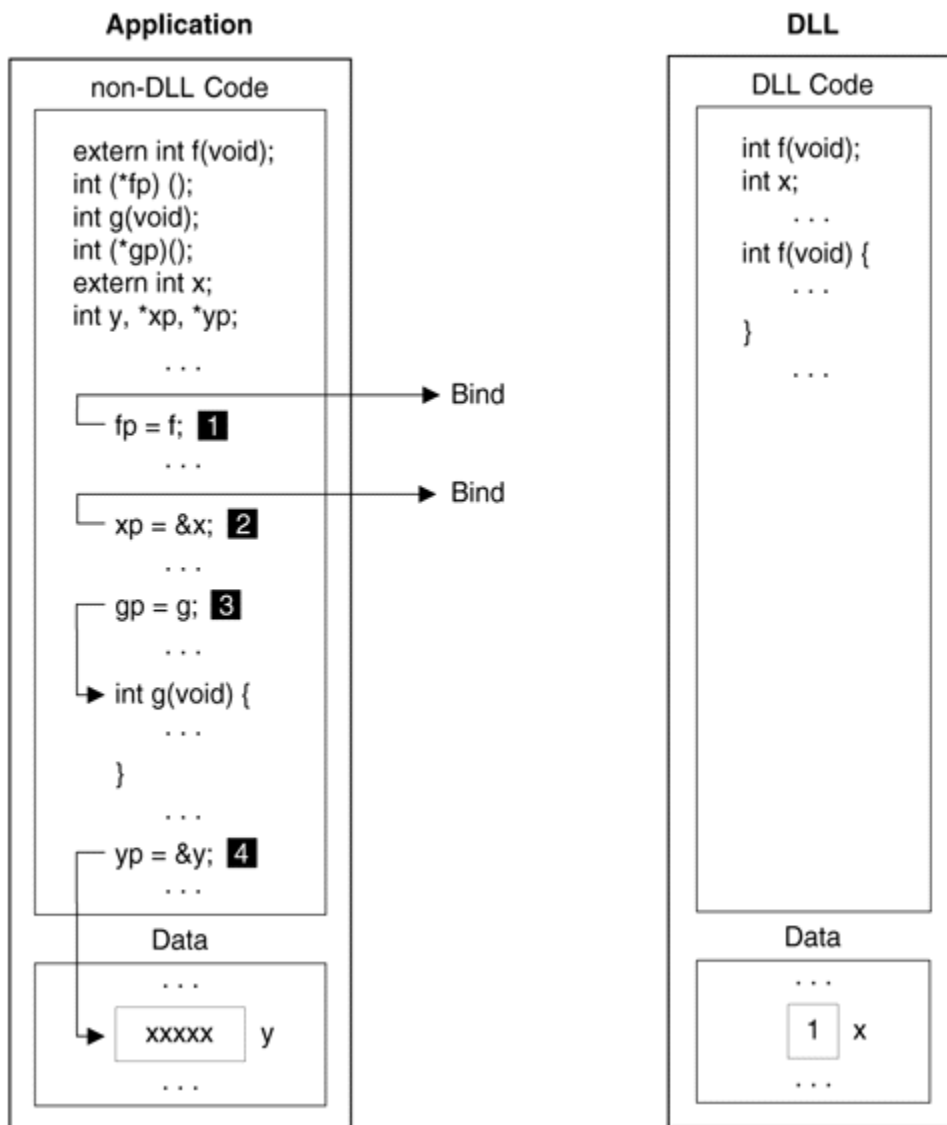 Application
non-DLL Code
extern int f(void);
int (*fp) ();
int g(void);
int (*gp)();
extern int x;
int y, *xp, *yp;
. . .
Bind
fp = f; 1
. . .
Bind
xp = &x; 2
. . .
gp = g; 3
. . .
int g(void) {
. . .
}
. . .
yp = &y; 4
. . .
Data
. . .
xxxxx y
. . .
DLL
DLL Code
int f(void);
int x;
. . .
int f(void) {
. . .
}
. . .
Data
. . .
1 x
. . .